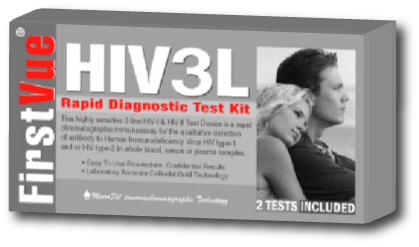 FirstVue
HIV3L
Rapid Diagnostic Test Kit
This highly sensitive 3-line HIV-I & HIV-II Test Device is a rapid
chromatographic immunoassay for the qualitative detection
of antibody to Human Immunodeficiency Virus HIV type-1
and or HIV type-2 in whole blood, serum or plasma samples.
• Easy To Use Procedure, Confidential Results
• Laboratory Accurate Colloidal Gold Technology
immunochromatographic Technology
2 TESTS INCLUDED